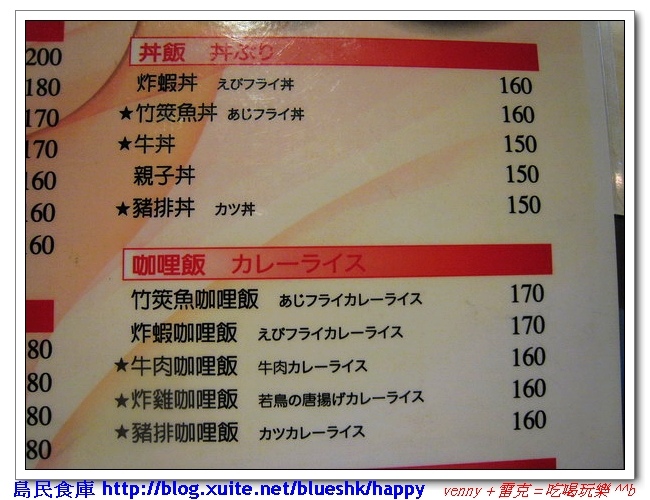 200
180
170
170
160
160
160
80
80
80
80
丼飯 丼ぶり
炸蝦丼 えびフライ丼 160
★竹筴魚丼 あじフライ丼 160
★牛丼 150
親子丼 150
★豬排丼 カツ丼 150
咖哩飯 カレーライス
竹筴魚咖哩飯 あじフライカレーライス 170
炸蝦咖哩飯 えびフライカレーライス 170
★牛肉咖哩飯 牛肉カレーライス 160
★炸雞咖哩飯 若鳥の唐揚げカレーライス 160
★豬排咖哩飯 カツカレーライス 160
島民食庫 http://blog.xuite.net/blueshk/happy venny + 雷克 = 吃喝玩樂 ^^b